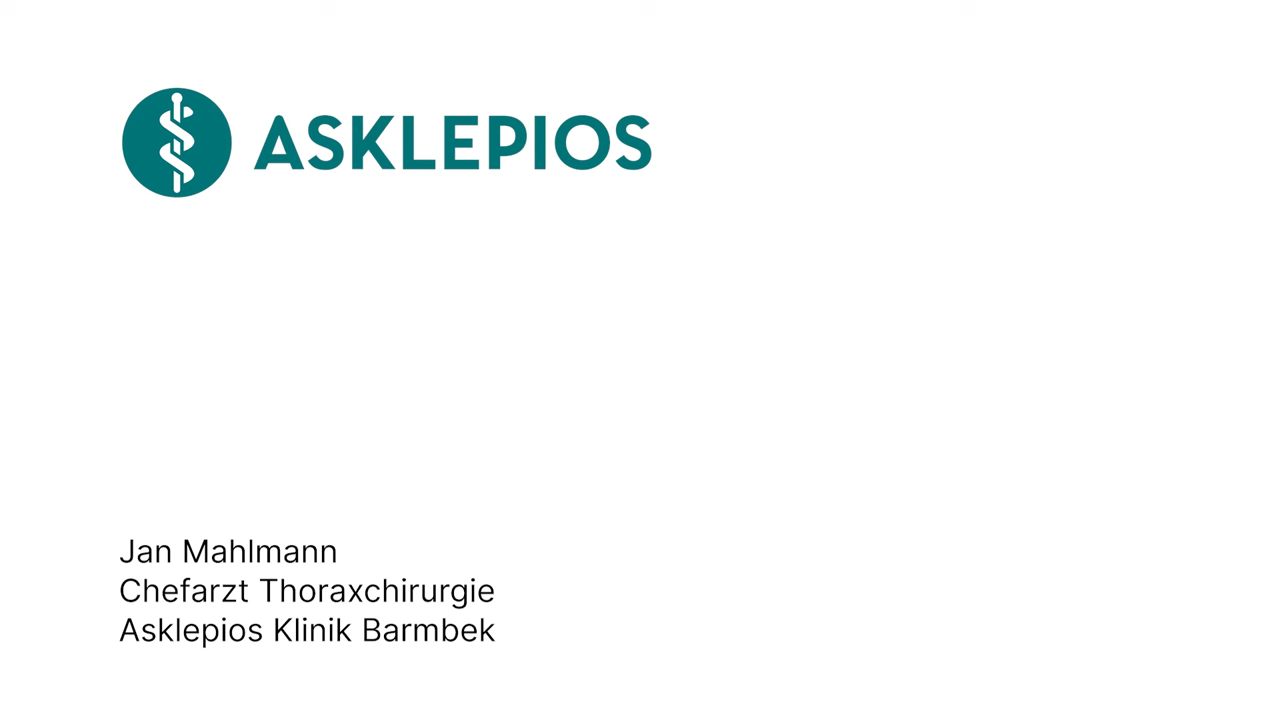 ASKLEPIOS
Jan Mahlmann
Chefarzt Thoraxchirurgie
Asklepios Klinik Barmbek